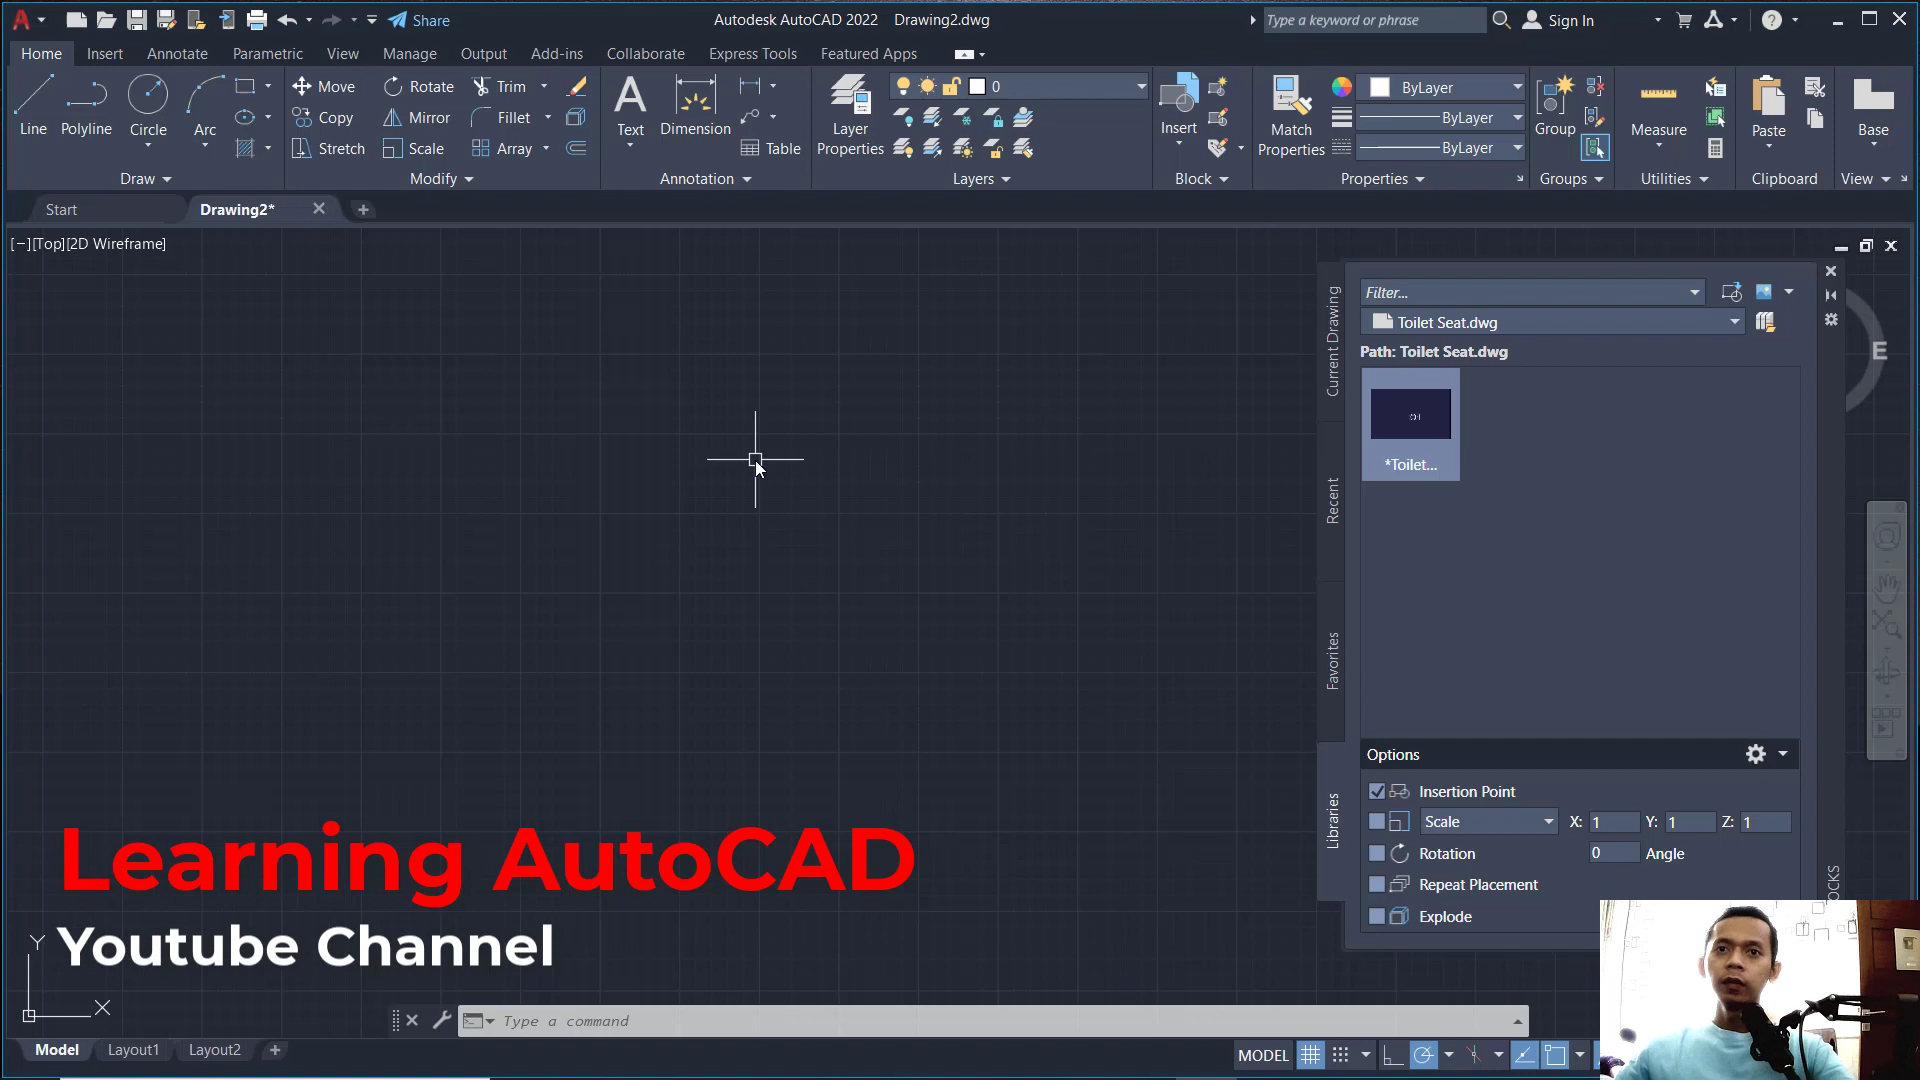 Share
Autodesk AutoCAD 2022 Drawing2.dwg
Type a keyword or phrase
Sign In
Home Insert Annotate Parametric View Manage Output Add-ins Collaborate Express Tools Featured Apps
Line
Polyline
Circle
Arc
Move
Rotate
Trim
Copy
Mirror
Fillet
Stretch
Scale
Array
Text
Dimension
Table
Layer
Properties
0
Insert
Match
Properties
ByLayer
ByLayer
ByLayer
Group
Measure
Paste
Base
Draw
Modify
Annotation
Layers
Block
Properties
Groups
Utilities
Clipboard
View
Start
Drawing2*
[−][Top][2D Wireframe]
E
Current Drawing
Recent
Favorites
Libraries
Filter...
Toilet Seat.dwg
Path: Toilet Seat.dwg
*Toilet...
Options
Insertion Point
Scale X: 1 Y: 1 Z: 1
Rotation 0 Angle
Repeat Placement
Explode
Learning AutoCAD
Youtube Channel
Y
X
Type a command
Model Layout1 Layout2
MODEL